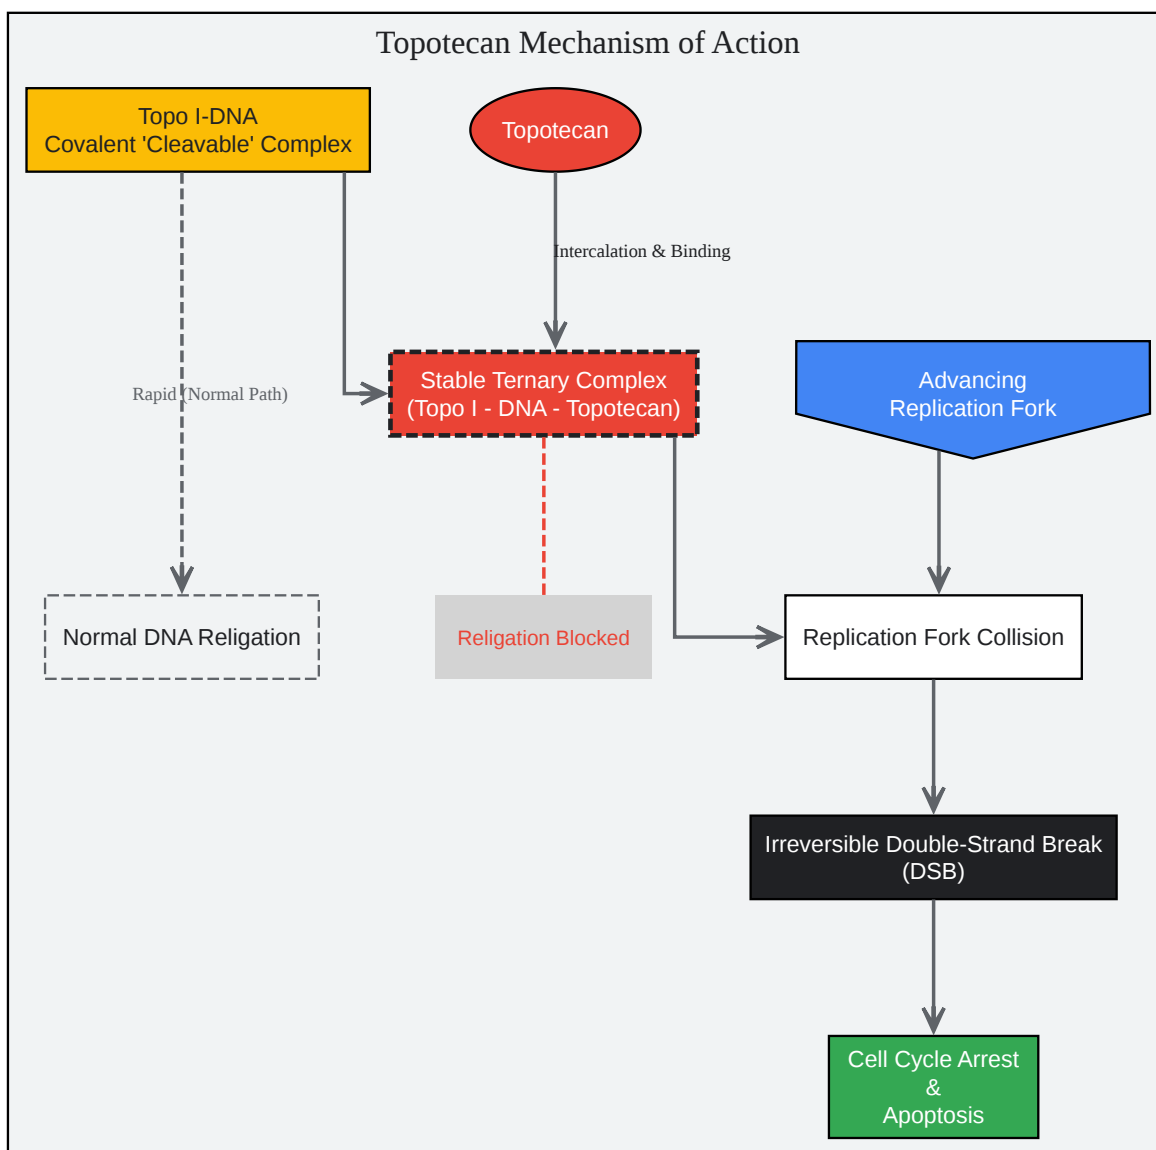 Topotecan Mechanism of Action
Topo I-DNA
Covalent 'Cleavable' Complex
Topotecan
Intercalation & Binding
Rapid (Normal Path)
Stable Ternary Complex
(Topo I - DNA - Topotecan)
Advancing
Replication Fork
Normal DNA Religation
Religation Blocked
Replication Fork Collision
Irreversible Double-Strand Break
(DSB)
Cell Cycle Arrest
&
Apoptosis